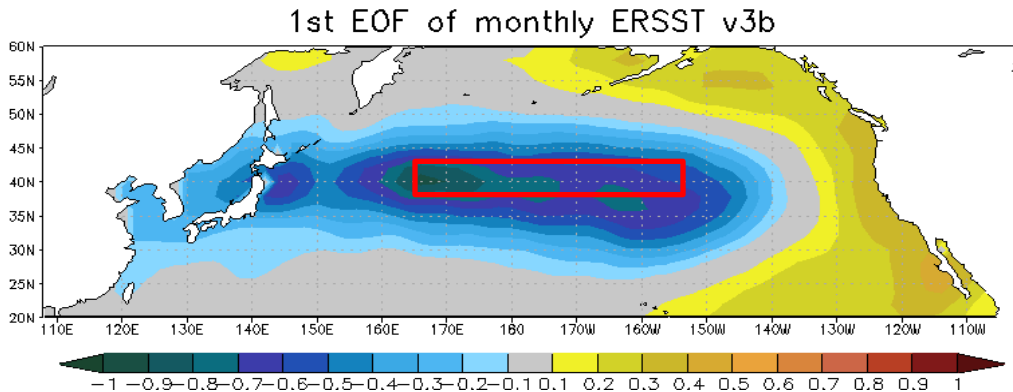 1st EOF of monthly ERSST v3b
60N
55N
50N
45N
40N
35N
30N
25N
20N
110E 120E 130E 140E 150E 160E 170E 180 170W 160W 150W 140W 130W 120W 110W
-1 -0.9 -0.8 -0.7 -0.6 -0.5 -0.4 -0.3 -0.2 -0.1 0.1 0.2 0.3 0.4 0.5 0.6 0.7 0.8 0.9